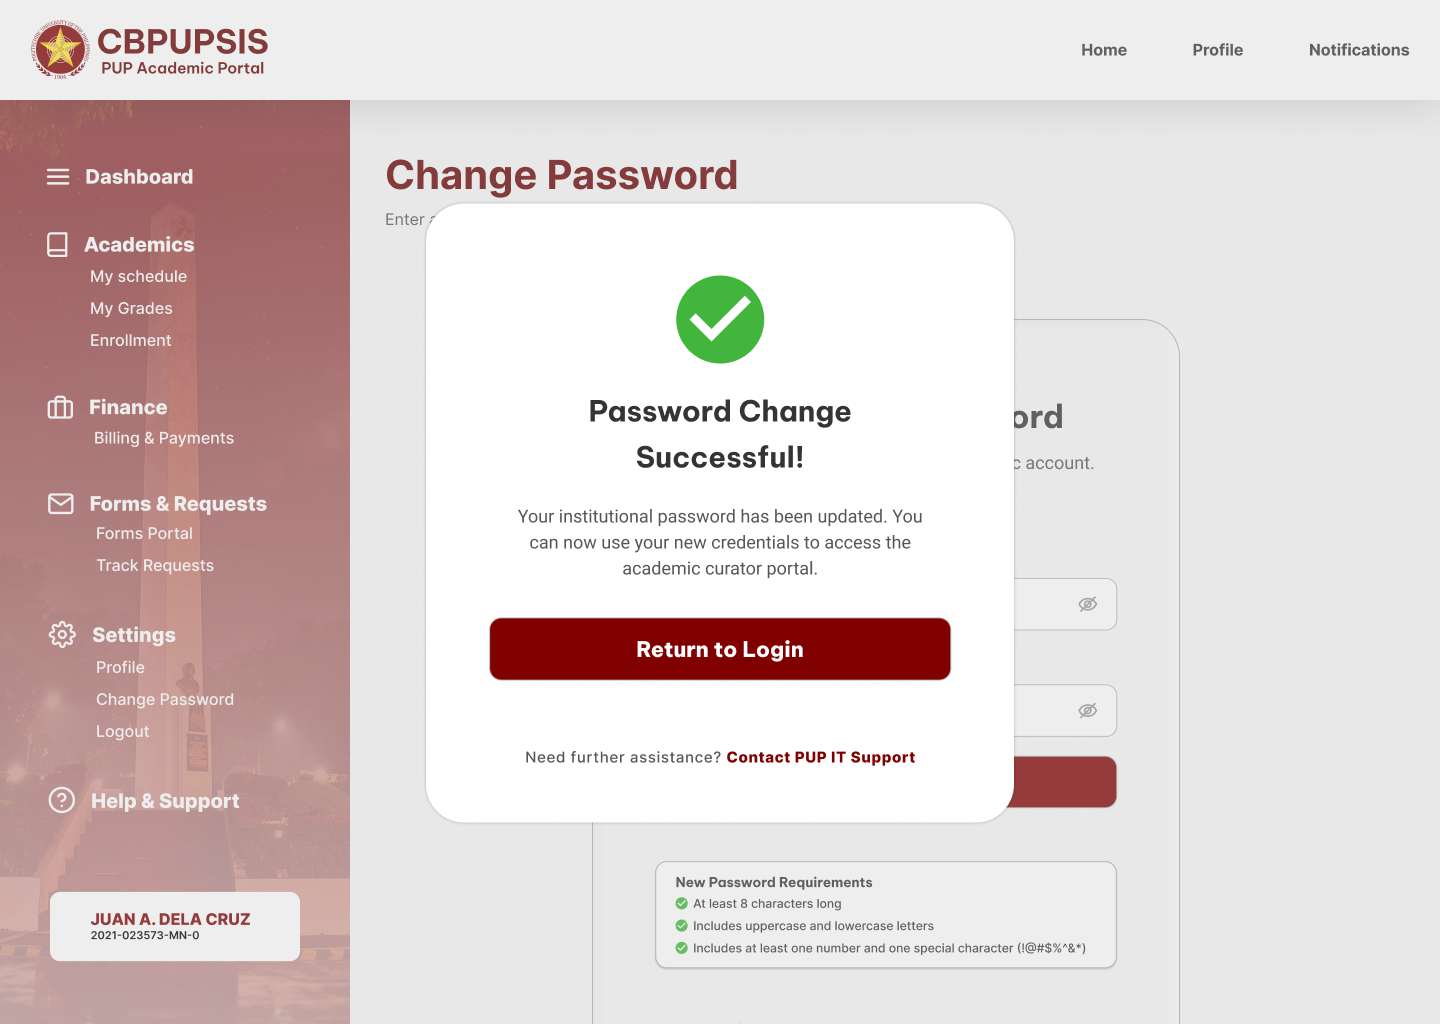 CBPUPSIS
PUP Academic Portal
Home
Profile
Notifications
Dashboard
Academics
My schedule
My Grades
Enrollment
Finance
Billing & Payments
Forms & Requests
Forms Portal
Track Requests
Settings
Profile
Change Password
Logout
Help & Support
JUAN A. DELA CRUZ
2021-023573-MN-0
Change Password
Enter
Password Change
Successful!
Your institutional password has been updated. You
can now use your new credentials to access the
academic curator portal.
Return to Login
Need further assistance? Contact PUP IT Support
ord
c account.
New Password Requirements
At least 8 characters long
Includes uppercase and lowercase letters
Includes at least one number and one special character (!@#$%^&*)